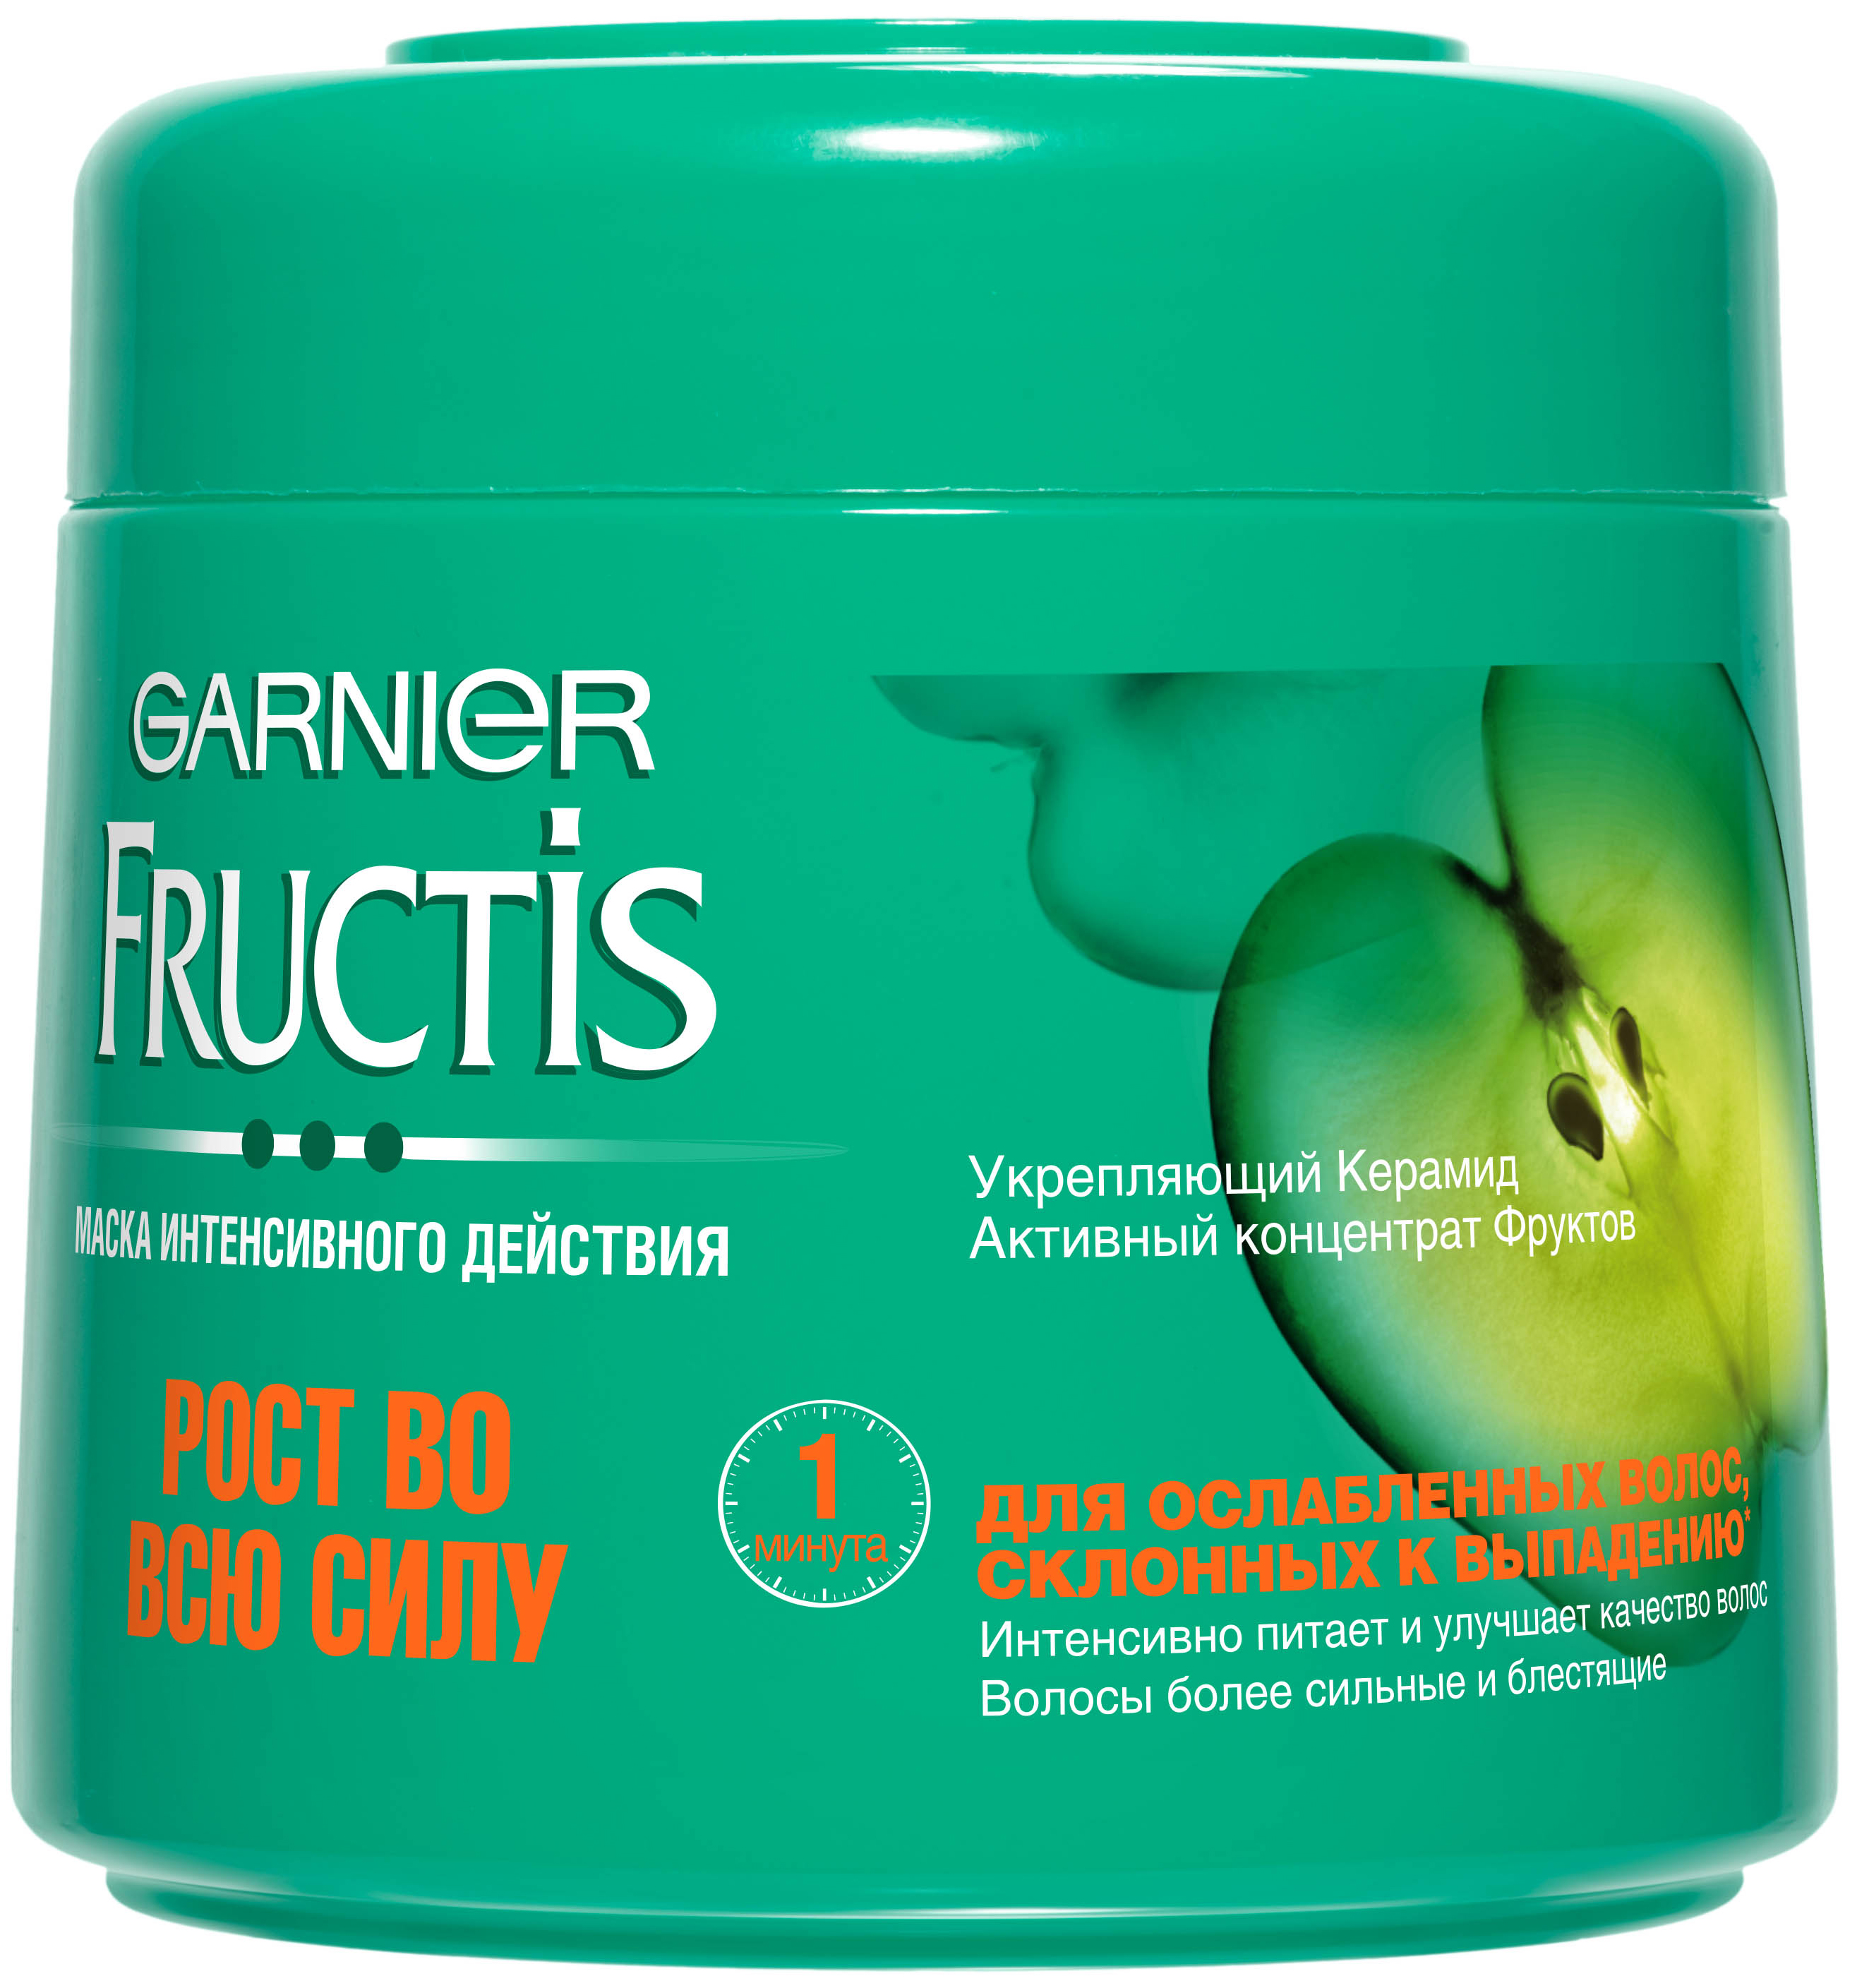 GARNIER
FRUCTIS
МАСКА ИНТЕНСИВНОГО ДЕЙСТВИЯ
РОСТ ВО
ВСЮ СИЛУ
1
минута
Укрепляющий Керамид
Активный концентрат Фруктов
ДЛЯ ОСЛАБЛЕННЫХ ВОЛОС,
СКЛОННЫХ К ВЫПАДЕНИЮ*
Интенсивно питает и улучшает качество волос
Волосы более сильные и блестящие